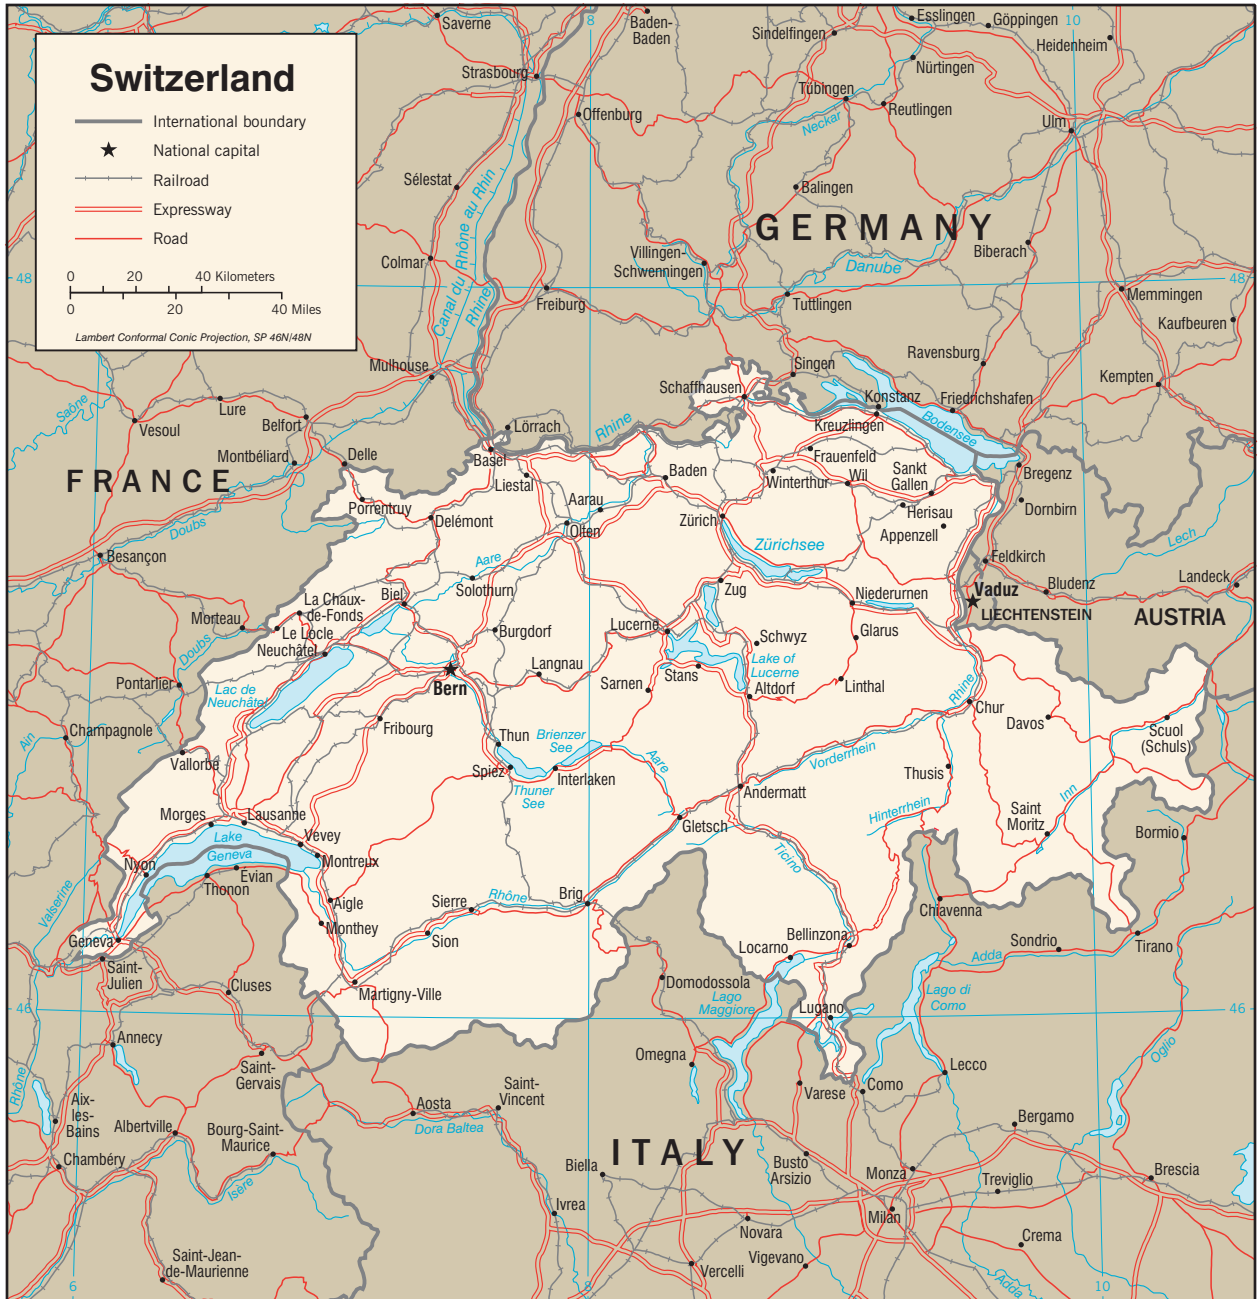 Switzerland
International boundary
National capital
Railroad
Expressway
Road
0 20 40 Kilometers
0 20 40 Miles
Lambert Conformal Conic Projection, SP 46N/48N
6
8
10
Saverne
Baden-
Baden
Esslingen
Göppingen
Sindelfingen
Heidenheim
Strasbourg
Nürtingen
Tübingen
Reutlingen
Offenburg
Neckar
Ulm
Sélestat
Canal du Rhône au Rhin
Balingen
GERMANY
Biberach
Colmar
Villingen-
Schwenningen
Danube
48
48
Rhine
Freiburg
Tuttlingen
Memmingen
Kaufbeuren
Mulhouse
Singen
Ravensburg
Kempten
Schaffhausen
Konstanz
Friedrichshafen
Saône
Lure
Vesoul
Belfort
Lörrach
Rhine
Kreuzlingen
Bodensee
Montbéliard
Delle
Basel
Frauenfeld
Bregenz
FRANCE
Liestal
Baden
Winterthur
Wil
Sankt
Gallen
Porrentruy
Aarau
Herisau
Dornbirn
Delémont
Olten
Zürich
Appenzell
Doubs
Zürichsee
Lech
Besançon
Aare
Feldkirch
Solothurn
Zug
Niederurnen
Vaduz
Bludenz
Landeck
La Chaux-
de-Fonds
Biel
LIECHTENSTEIN
AUSTRIA
Morteau
Le Locle
Burgdorf
Lucerne
Schwyz
Glarus
Doubs
Neuchâtel
Langnau
Stans
Lake of
Lucerne
Pontarlier
Lac de
Neuchâtel
Bern
Sarnen
Altdorf
Linthal
Rhine
Chur
Davos
Scuol
(Schuls)
Champagnole
Ain
Fribourg
Thun
Brienzer
See
Vallorbe
Spiez
Interlaken
Aare
Vorderrhein
Thusis
Thuner
See
Andermatt
Inn
Morges
Lausanne
Gletsch
Hinterrhein
Saint
Moritz
Bormio
Lake
Geneva
Vevey
Montreux
Nyon
Évian
Thonon
Ticino
Valserine
Aigle
Sierre
Rhône
Brig
Chiavenna
Monthey
Geneva
Sion
Bellinzona
Locarno
Sondrio
Tirano
Adda
Saint-
Julien
Cluses
Martigny-Ville
Domodossola
Lago
Maggiore
Lugano
Lago di
Como
46
46
Annecy
Saint-
Gervais
Omegna
Oglio
Rhône
Lecco
Como
Varese
Aix-
les-
Bains
Aosta
Saint-
Vincent
Albertville
Bourg-Saint-
Maurice
Dora Baltea
Bergamo
ITALY
Chambéry
Biella
Busto
Arsizio
Monza
Treviglio
Brescia
Isère
Ivrea
Milan
Novara
Crema
Saint-Jean-
de-Maurienne
Vercelli
Vigevano
Adda
6
8
10